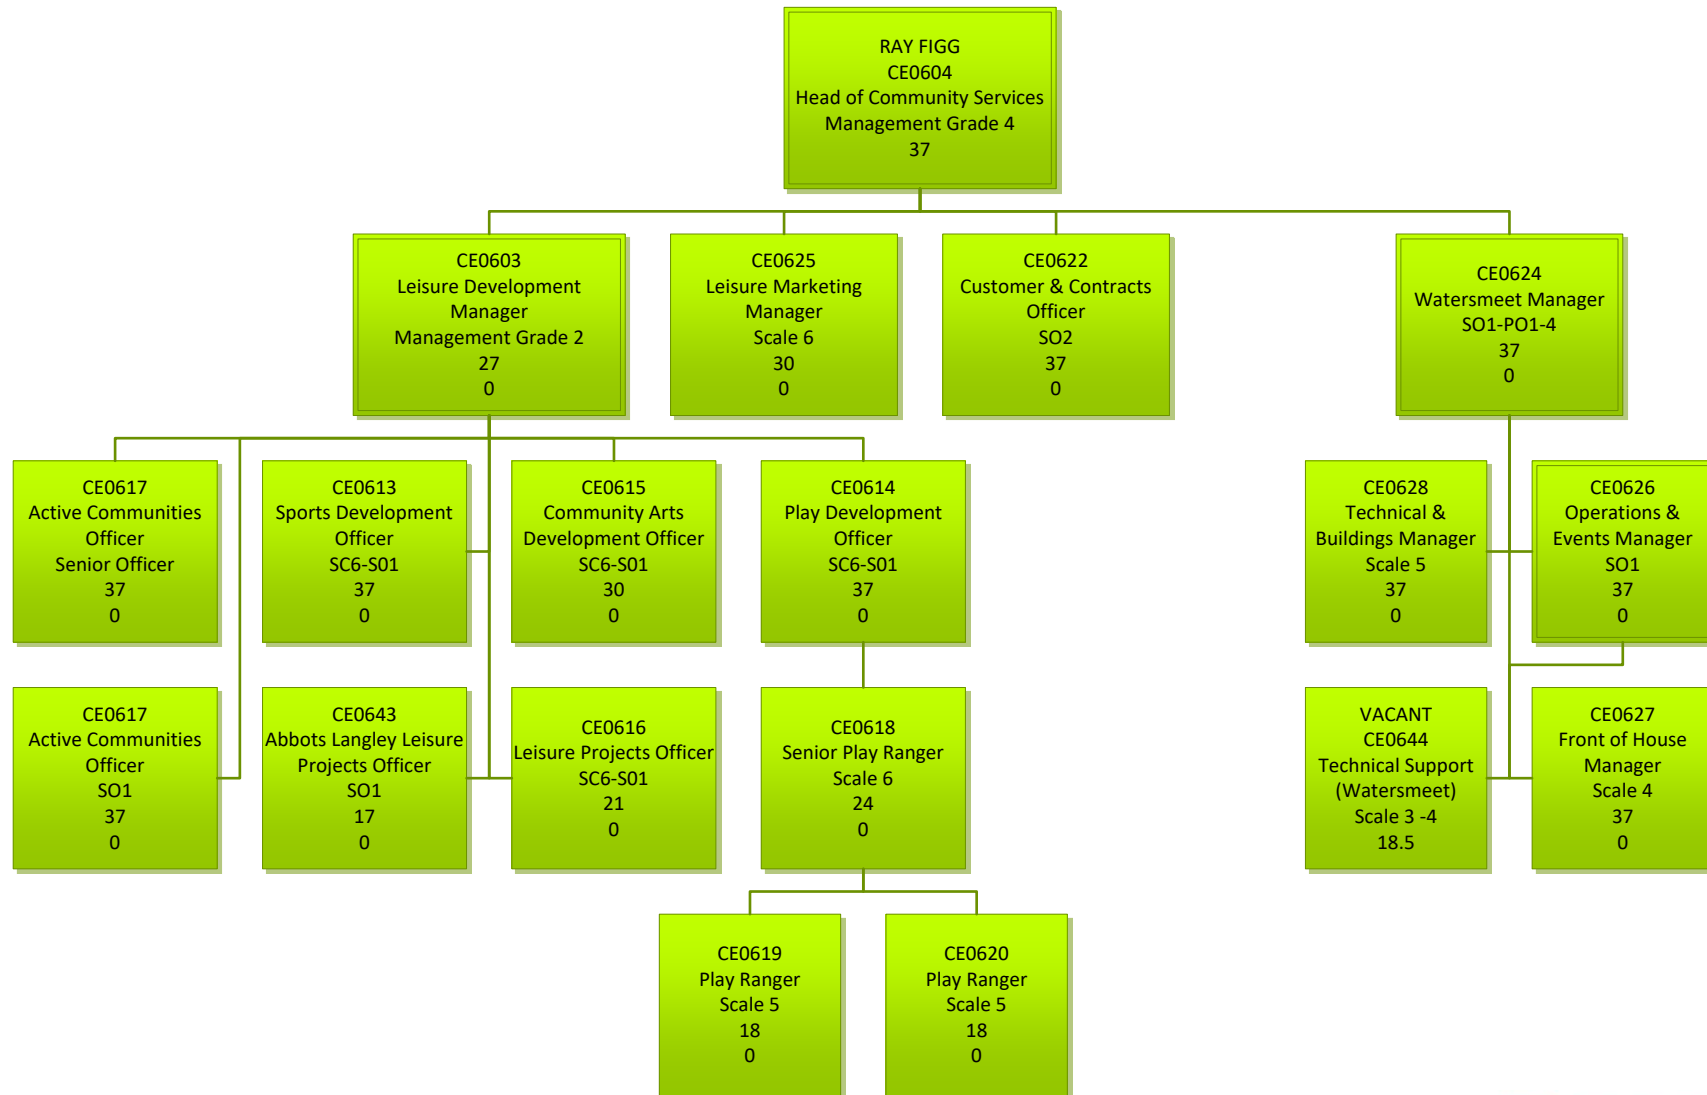 RAY FIGG
CE0604
Head of Community Services
Management Grade 4
37
CE0603
Leisure Development
Manager
Management Grade 2
27
0
CE0625
Leisure Marketing
Manager
Scale 6
30
0
CE0622
Customer & Contracts
Officer
SO2
37
0
CE0624
Watersmeet Manager
SO1-PO1-4
37
0
CE0617
Active Communities
Officer
Senior Officer
37
0
CE0613
Sports Development
Officer
SC6-S01
37
0
CE0615
Community Arts
Development Officer
SC6-S01
30
0
CE0614
Play Development
Officer
SC6-S01
37
0
CE0628
Technical &
Buildings Manager
Scale 5
37
0
CE0626
Operations &
Events Manager
SO1
37
0
CE0617
Active Communities
Officer
SO1
37
0
CE0643
Abbots Langley Leisure
Projects Officer
SO1
17
0
CE0616
Leisure Projects Officer
SC6-S01
21
0
CE0618
Senior Play Ranger
Scale 6
24
0
VACANT
CE0644
Technical Support
(Watersmeet)
Scale 3 -4
18.5
CE0627
Front of House
Manager
Scale 4
37
0
CE0619
Play Ranger
Scale 5
18
0
CE0620
Play Ranger
Scale 5
18
0